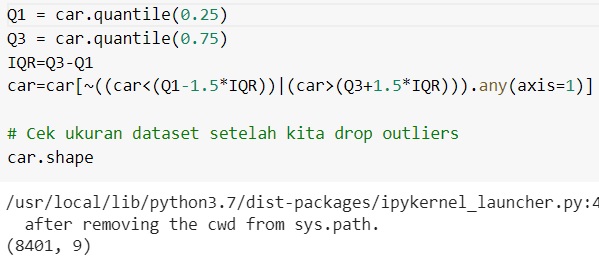 Q1 = car.quantile(0.25)
Q3 = car.quantile(0.75)
IQR=Q3-Q1
car=car[~((car<(Q1-1.5*IQR))|(car>(Q3+1.5*IQR))).any(axis=1)]
# Cek ukuran dataset setelah kita drop outliers
car.shape
/usr/local/lib/python3.7/dist-packages/ipykernel_launcher.py:4
after removing the cwd from sys.path.
(8401, 9)